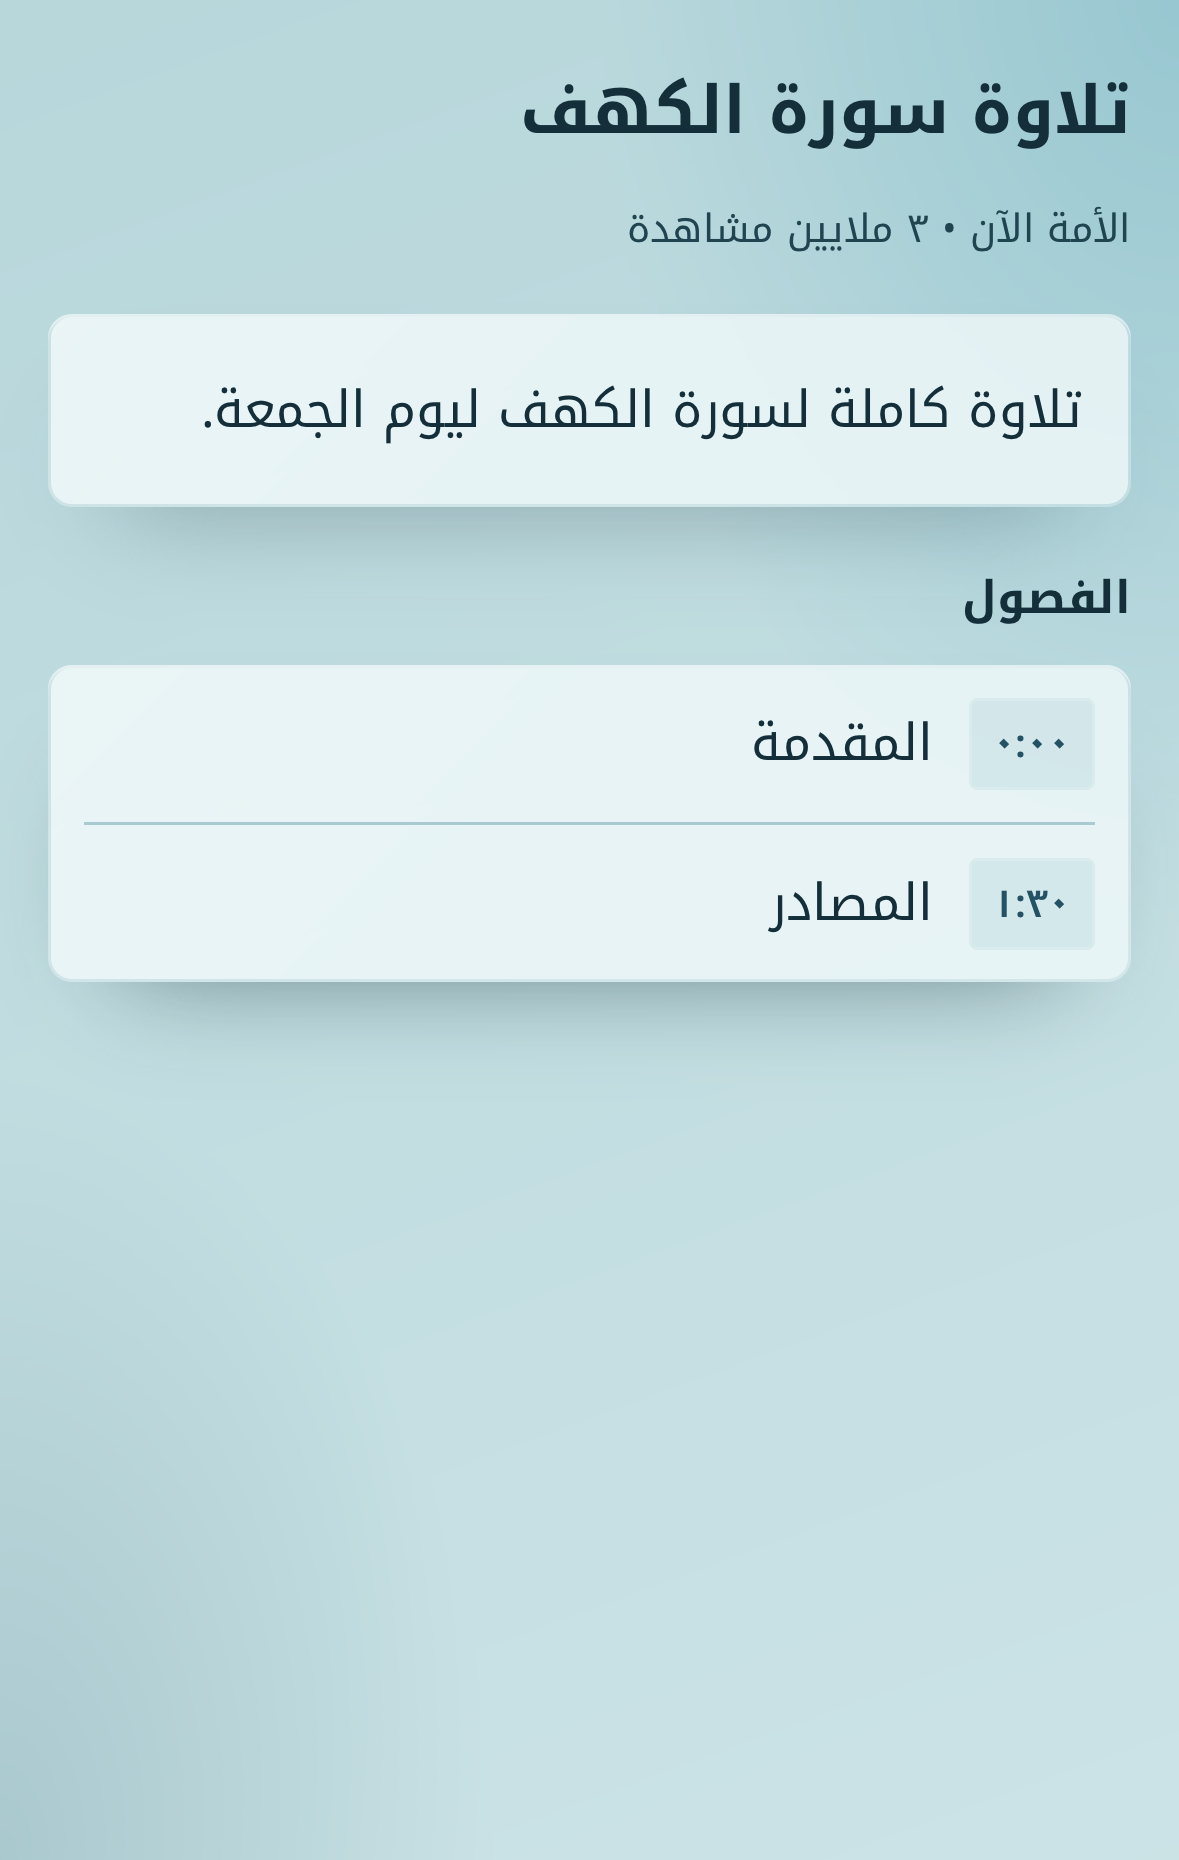 تلاوة سورة الكهف
الأمة الآن • ٣ ملايين مشاهدة
تلاوة كاملة لسورة الكهف ليوم الجمعة.
الفصول
٠:٠٠ المقدمة
١:٣٠ المصادر